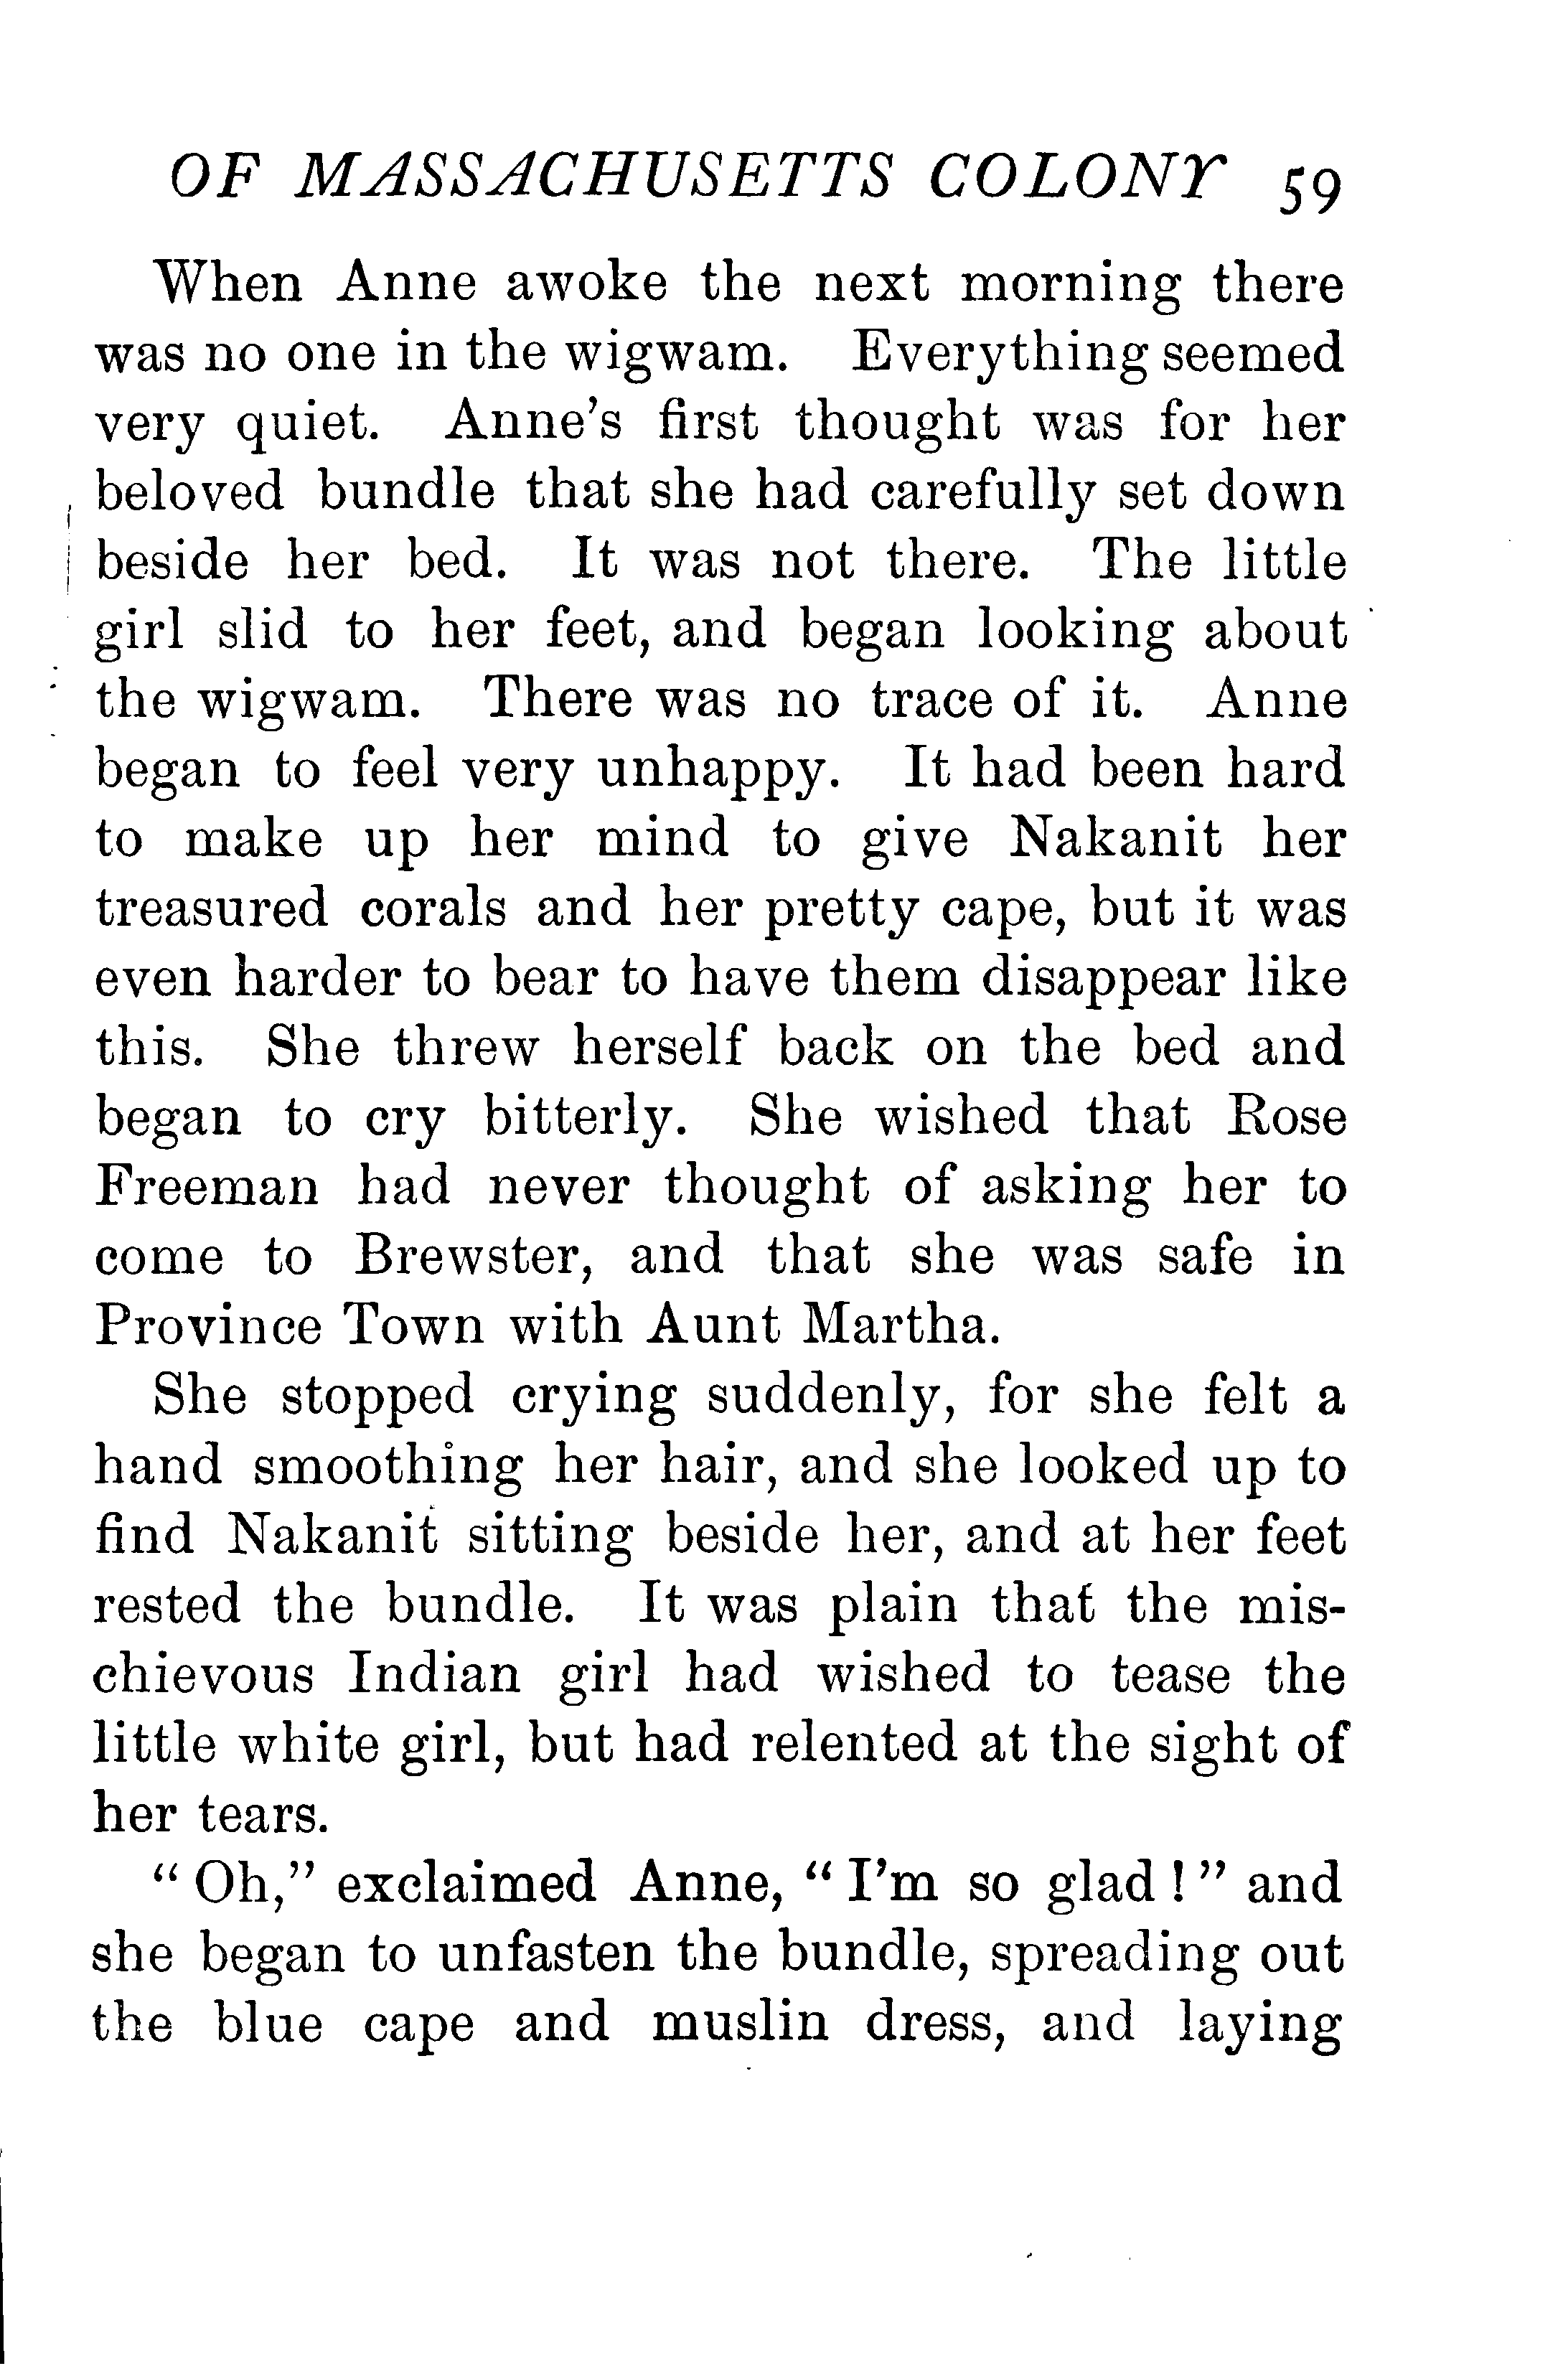 OF MASSACHUSETTS COLONY 59
When Anne awoke the next morning there
was no one in the wigwam. Everything seemed
very quiet. Anne's first thought was for her
beloved bundle that she had carefully set down
beside her bed. It was not there. The little
girl slid to her feet, and began looking about
the wigwam. There was no trace of it. Anne
began to feel very unhappy. It had been hard
to make up her mind to give Nakanit her
treasured corals and her pretty cape, but it was
even harder to bear to have them disappear like
this. She threw herself back on the bed and
began to cry bitterly. She wished that Rose
Freeman had never thought of asking her to
come to Brewster, and that she was safe in
Province Town with Aunt Martha.
She stopped crying suddenly, for she felt a
hand smoothing her hair, and she looked up to
find Nakanit sitting beside her, and at her feet
rested the bundle. It was plain that the mis-
chievous Indian girl had wished to tease the
little white girl, but had relented at the sight of
her tears.
“ Oh,” exclaimed Anne, “ I’m so glad ! ” and
she began to unfasten the bundle, spreading out
the blue cape and muslin dress, and laying